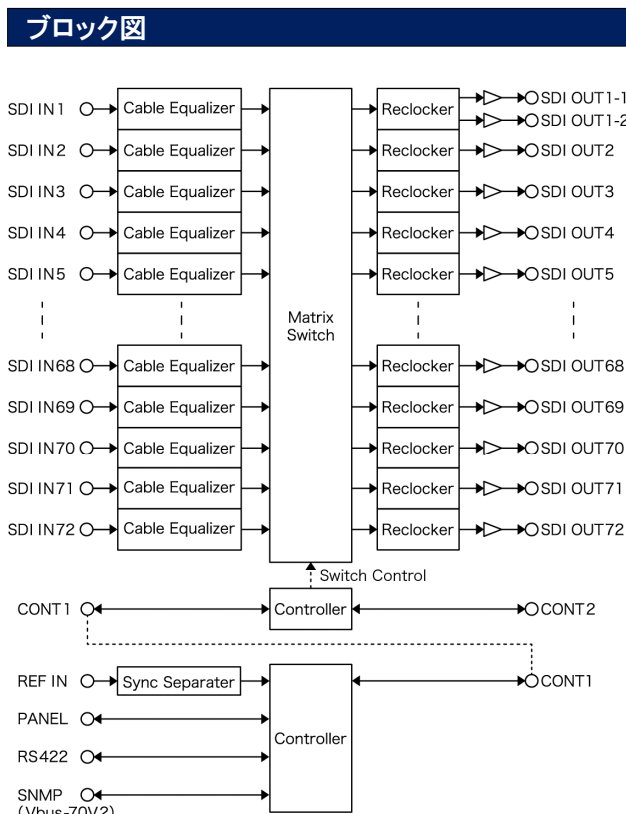 ブロック図
SDI IN1 Cable Equalizer Reclocker SDI OUT1-1
SDI OUT1-2
SDI IN2 Cable Equalizer Reclocker SDI OUT2
SDI IN3 Cable Equalizer Reclocker SDI OUT3
SDI IN4 Cable Equalizer Reclocker SDI OUT4
SDI IN5 Cable Equalizer Reclocker SDI OUT5
Matrix
Switch
SDI IN68 Cable Equalizer Reclocker SDI OUT68
SDI IN69 Cable Equalizer Reclocker SDI OUT69
SDI IN70 Cable Equalizer Reclocker SDI OUT70
SDI IN71 Cable Equalizer Reclocker SDI OUT71
SDI IN72 Cable Equalizer Reclocker SDI OUT72
Switch Control
CONT1 Controller CONT2
REF IN Sync Separater CONT1
PANEL
Controller
RS422
SNMP
(Vbus-70V2)